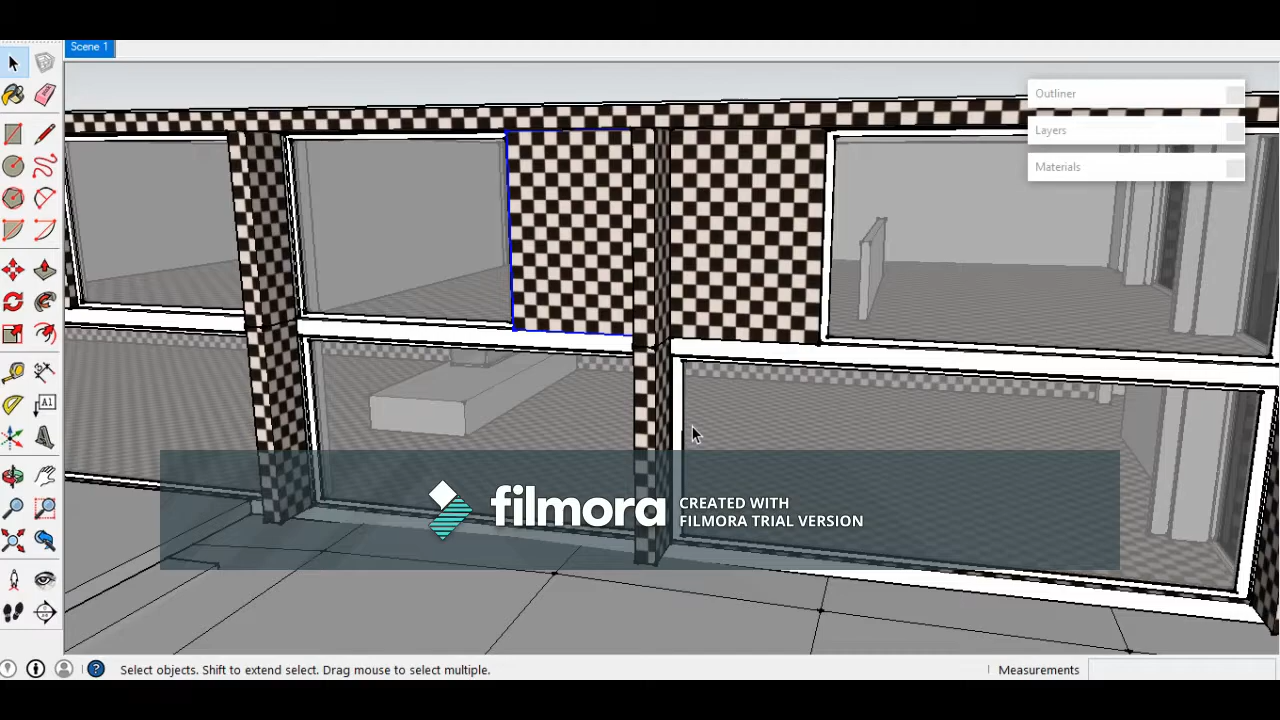 Scene 1
Outliner
Layers
Materials
A1
filmora
CREATED WITH
FILMORA TRIAL VERSION
Select objects. Shift to extend select. Drag mouse to select multiple.
Measurements